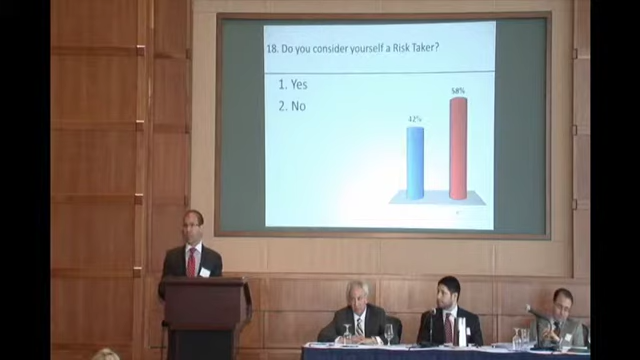 18. Do you consider yourself a Risk Taker?
1. Yes
2. No
42%
58%